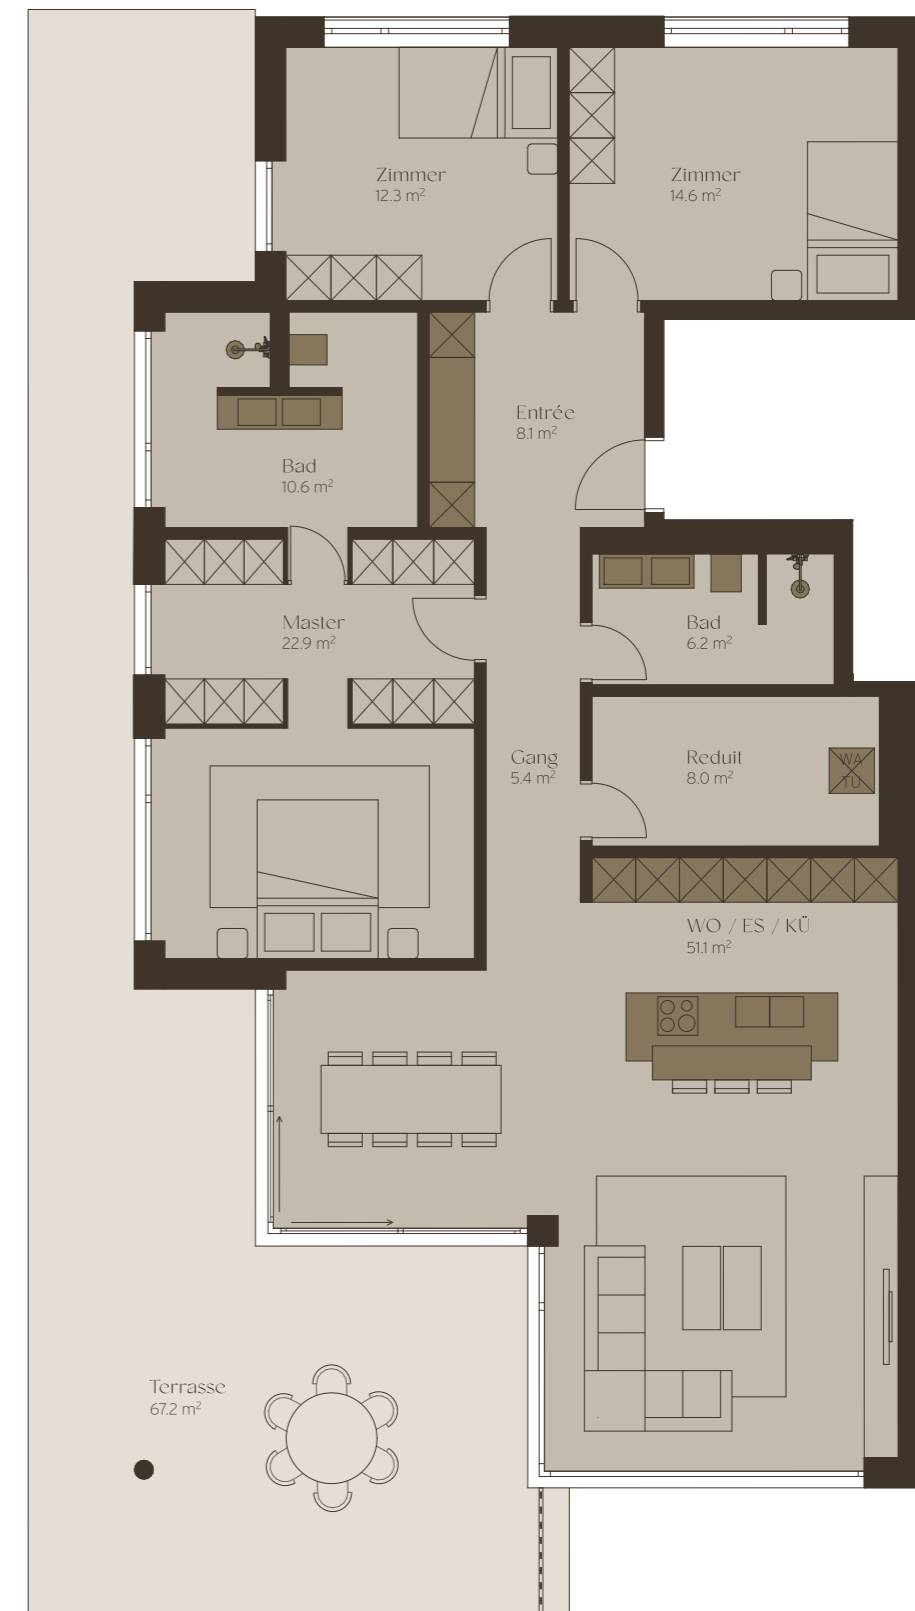 Zimmer
12.3 m²
Zimmer
14.6 m²
Entrée
8.1 m²
Bad
10.6 m²
Master
22.9 m²
Bad
6.2 m²
Gang
5.4 m²
Reduit
8.0 m²
WA
TU
WO / ES / KÜ
51.1 m²
Terrasse
67.2 m²